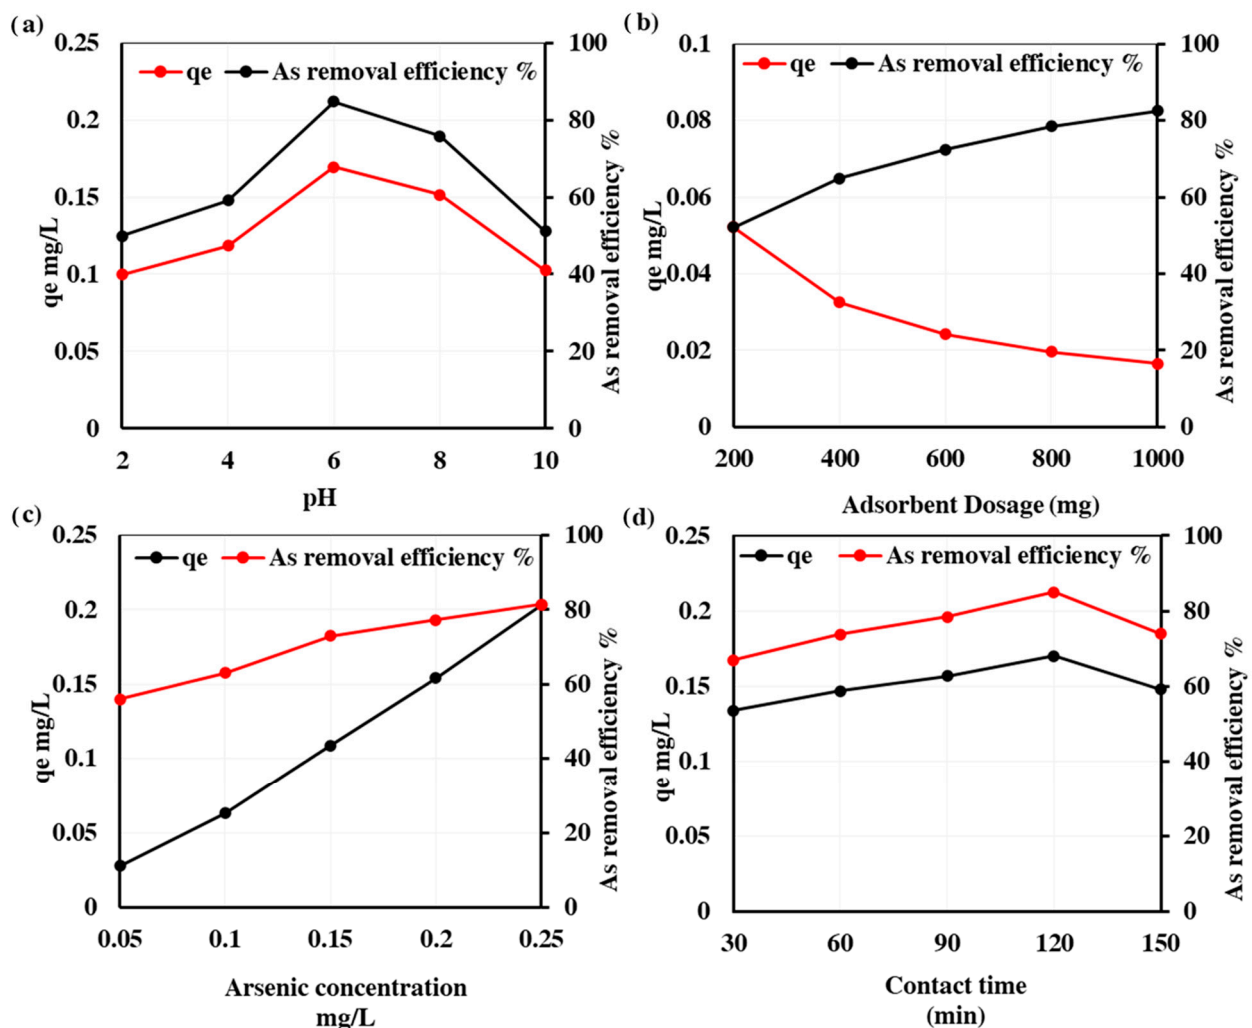 (a)
qe
As removal efficiency %
0.25
0.2
0.15
0.1
0.05
0
qe mg/L
100
80
60
40
20
0
As removal efficiency %
2 4 6 8 10
pH
(b)
qe
As removal efficiency %
0.1
0.08
0.06
0.04
0.02
0
qe mg/L
100
80
60
40
20
0
As removal efficiency %
200 400 600 800 1000
Adsorbent Dosage (mg)
(c)
qe
As removal efficiency %
0.25
0.2
0.15
0.1
0.05
0
qe mg/L
100
80
60
40
20
0
As removal efficiency %
0.05 0.1 0.15 0.2 0.25
Arsenic concentration
mg/L
(d)
qe
As removal efficiency %
0.25
0.2
0.15
0.1
0.05
0
qe mg/L
100
80
60
40
20
0
As removal efficiency %
30 60 90 120 150
Contact time
(min)